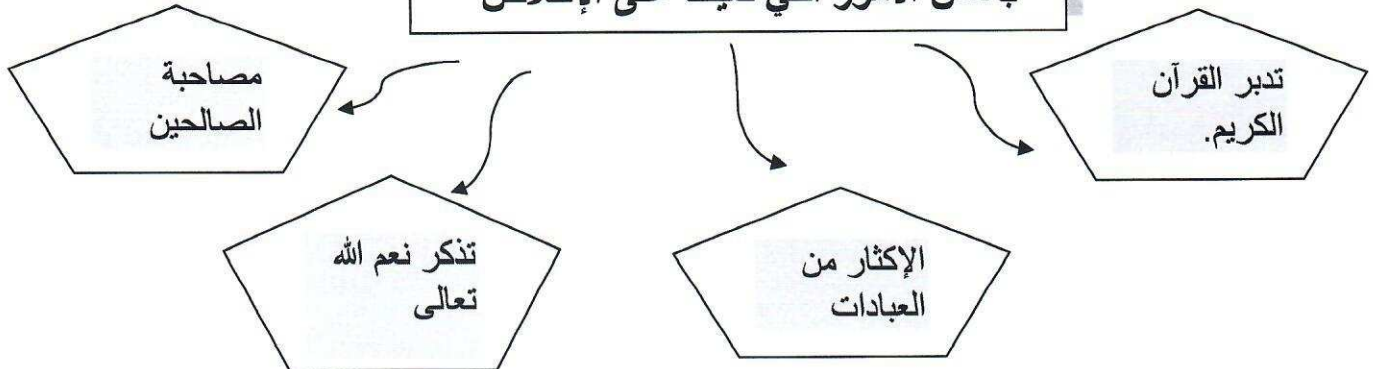 تدبر القرآن
الكريم.
مصاحبة
الصالحين
الإكثار من
العبادات
تذكر نعم الله
تعالى